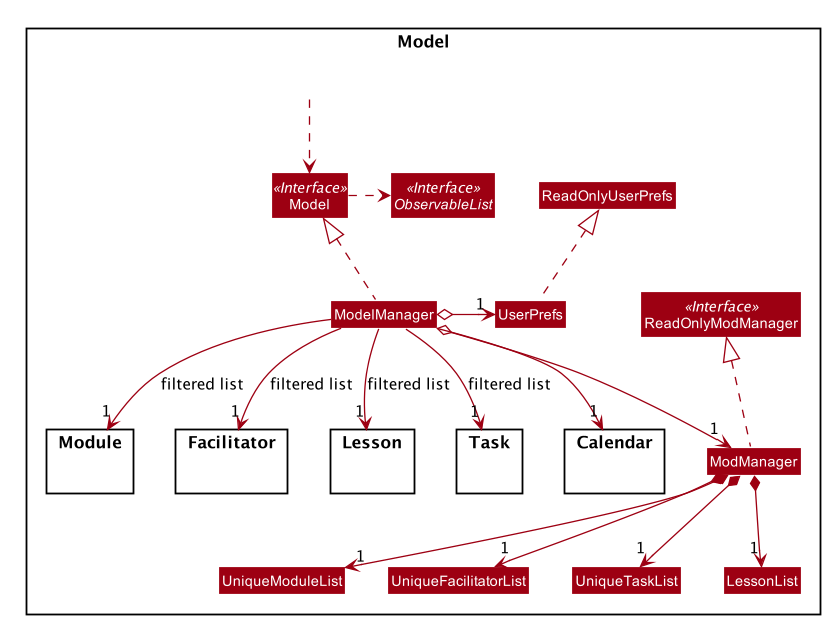 Model
«Interface»
Model
«Interface»
ObservableList
ReadOnlyUserPrefs
ModelManager
1
UserPrefs
«Interface»
ReadOnlyModManager
filtered list
filtered list
filtered list
filtered list
1
1
1
1
1
1
Module
Facilitator
Lesson
Task
Calendar
ModManager
1
1
1
1
UniqueModuleList
UniqueFacilitatorList
UniqueTaskList
LessonList